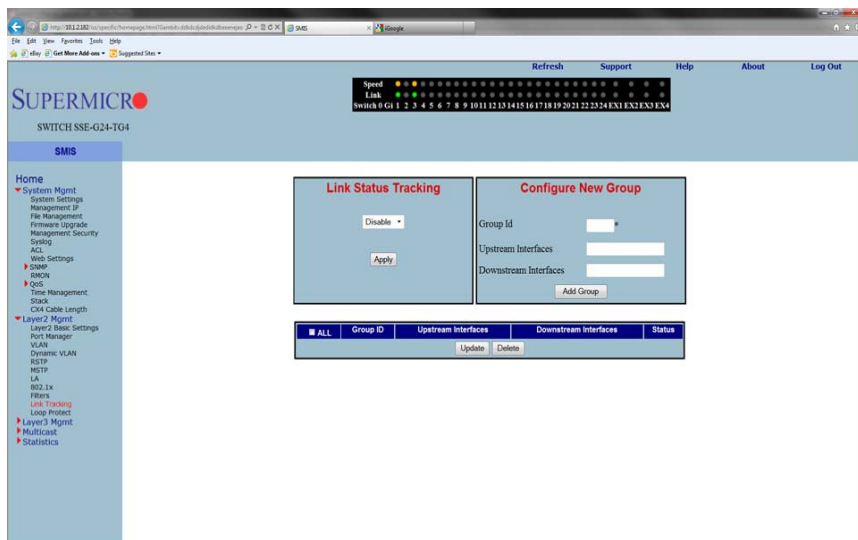 SMIS
iGoogle
File Edit View Favorites Tools Help
eBay Get More Add-ons Suggested Sites
Refresh Support Help About Log Out
SUPERMICRO
SWITCH SSE-G24-TG4
Speed
Link
Switch 0 Gi 1 2 3 4 5 6 7 8 9 10 11 12 13 14 15 16 17 18 19 20 21 22 23 24 EX1 EX2 EX3 EX4
SMIS
Home
System Mgmt
System Settings
Management IP
File Management
Firmware Upgrade
Management Security
Syslog
ACL
Web Settings
SNMP
RMON
QoS
Time Management
Stack
CX4 Cable Length
Layer2 Mgmt
Layer2 Basic Settings
Port Manager
VLAN
Dynamic VLAN
RSTP
MSTP
LA
802.1x
Filters
Link Tracking
Loop Protect
Layer3 Mgmt
Multicast
Statistics
Link Status Tracking
Disable
Apply
Configure New Group
Group Id *
Upstream Interfaces
Downstream Interfaces
Add Group
ALL Group ID Upstream Interfaces Downstream Interfaces Status
Update Delete